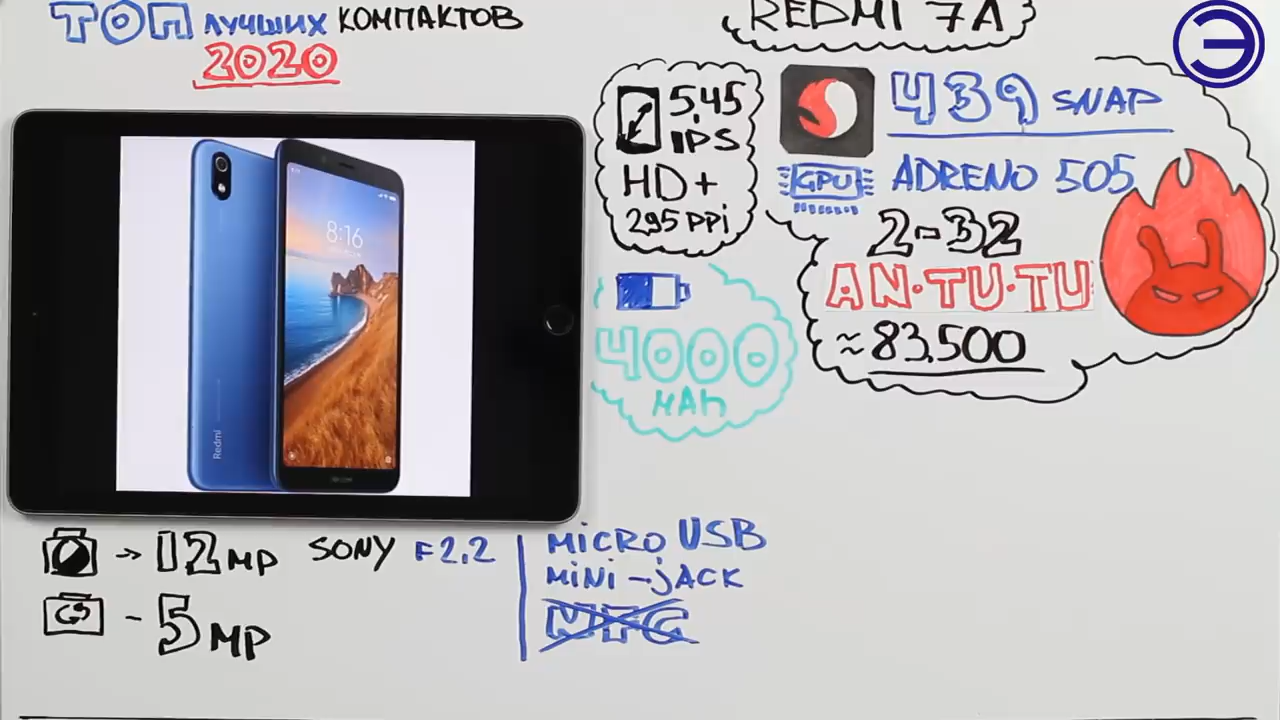 ТОП ЛУЧШИХ КОМПАКТОВ
2020
REDMI 7A
Э
5,45
IPS
HD+
295 PPI
439 SNAP
GPU ADRENO 505
2-32
AN·TU·TU
≈83.500
4000
MAh
8:16
Redmi
→ 12 MP SONY F2,2
- 5 MP
MICRO USB
MINI-JACK
NFC